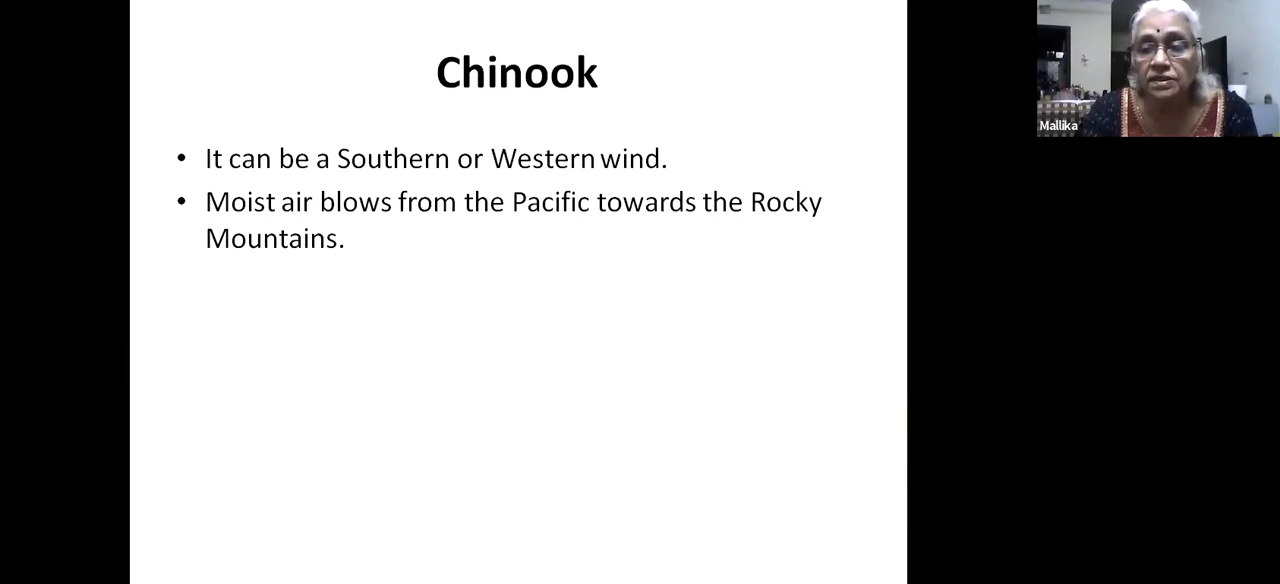 Chinook
• It can be a Southern or Western wind.
• Moist air blows from the Pacific towards the Rocky
Mountains.
Mallika